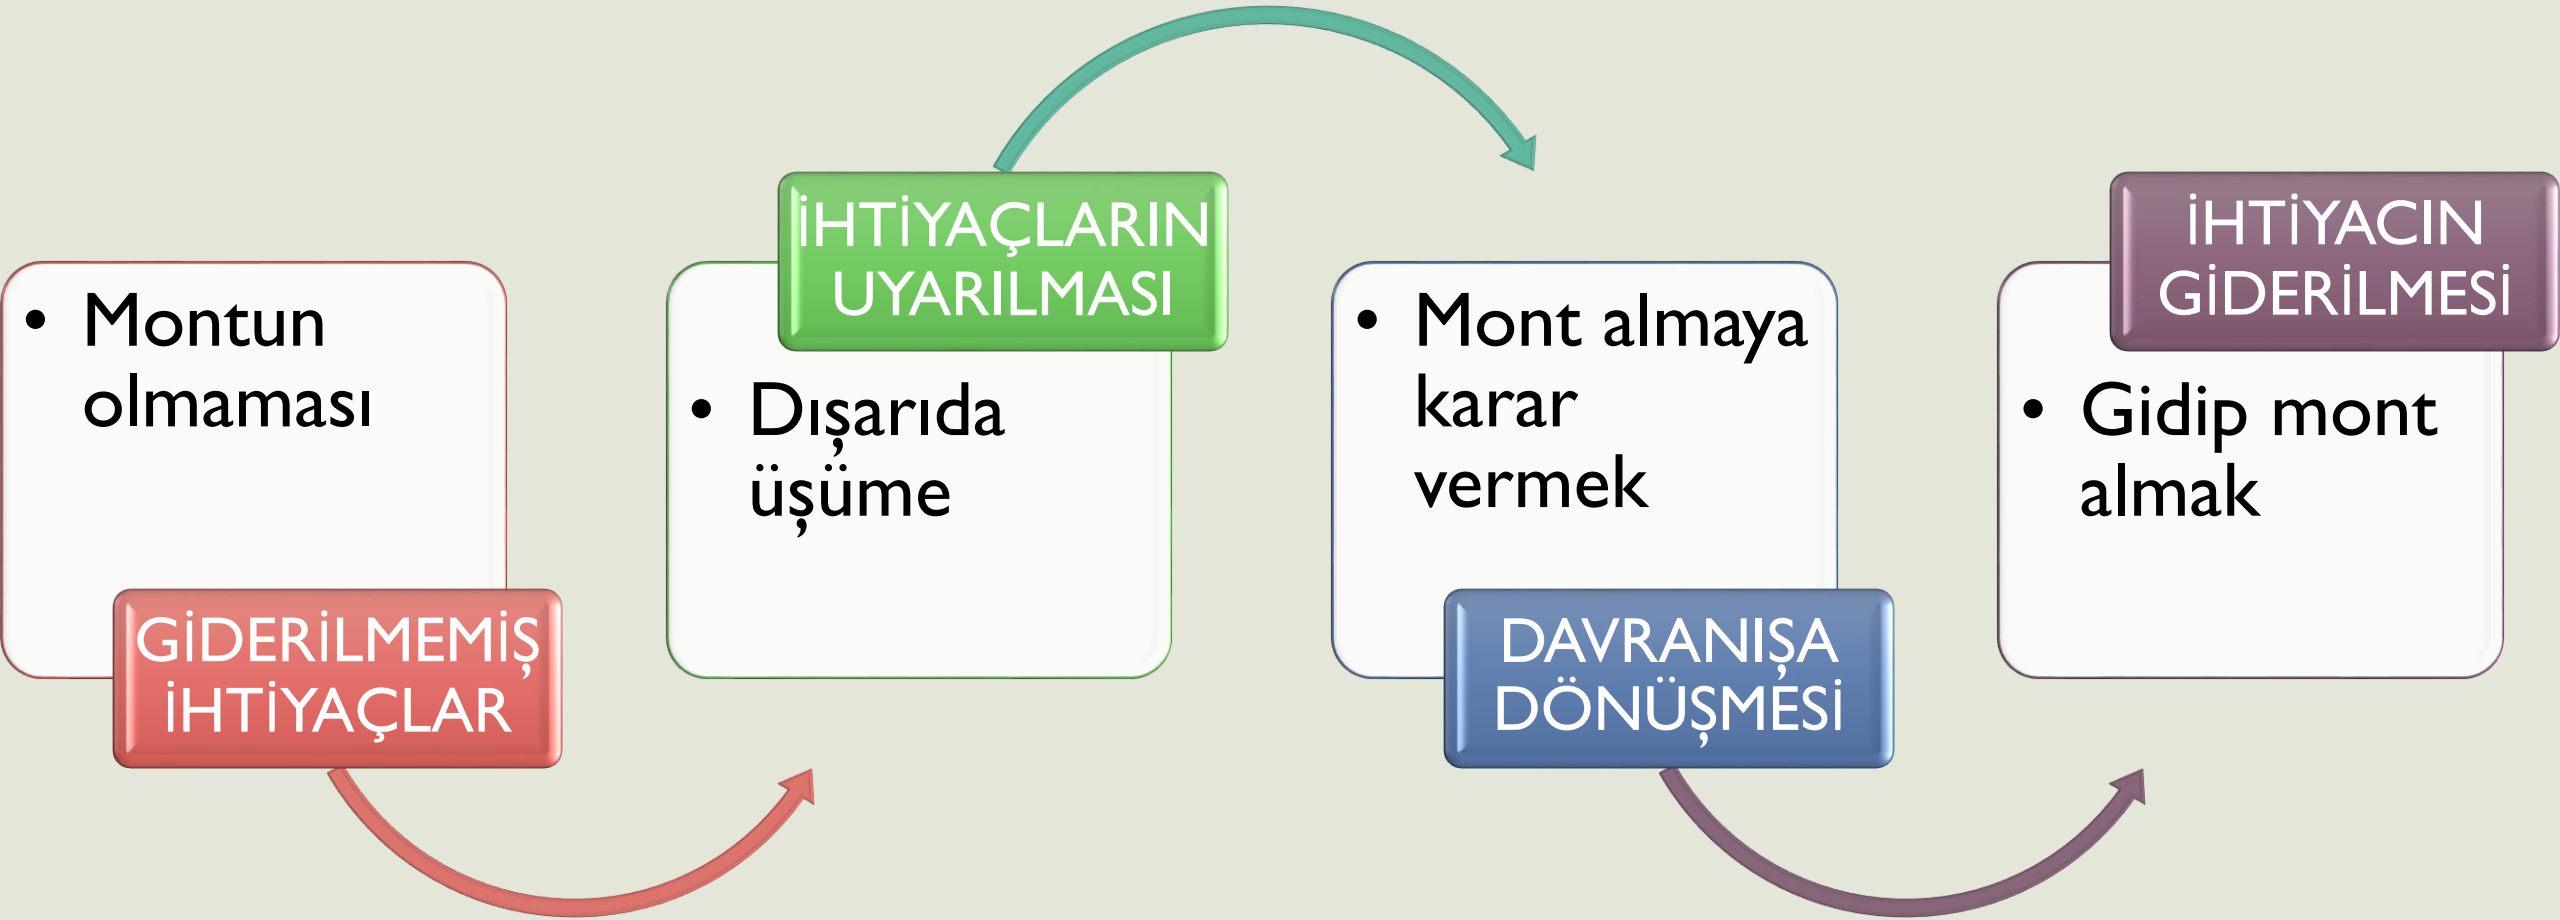 • Montun
olmaması
GİDERİLMEMİŞ
İHTİYAÇLAR
İHTİYAÇLARIN
UYARILMASI
• Dışarıda
üşüme
• Mont almaya
karar
vermek
DAVRANIŞA
DÖNÜŞMESİ
İHTİYACIN
GİDERİLMESİ
• Gidip mont
almak